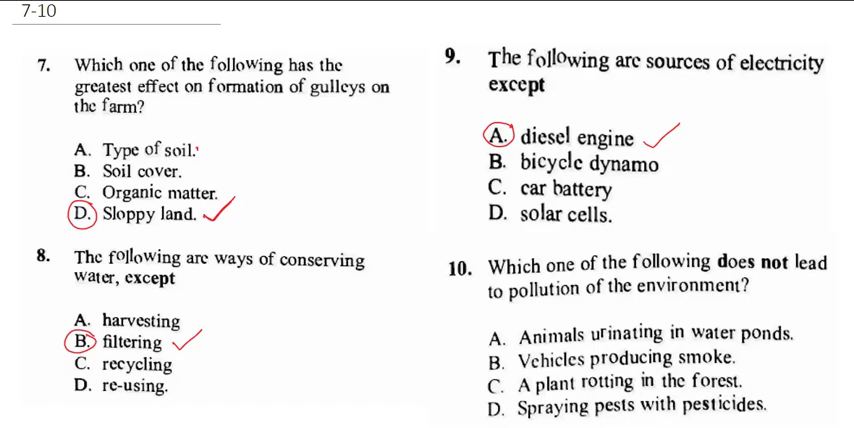 7-10
7. Which one of the following has the
greatest effect on formation of gulleys on
the farm?
A. Type of soil.
B. Soil cover.
C. Organic matter.
D. Sloppy land.
8. The following are ways of conserving
water, except
A. harvesting
B. filtering
C. recycling
D. re-using.
9. The following are sources of electricity
except
A. diesel engine
B. bicycle dynamo
C. car battery
D. solar cells.
10. Which one of the following does not lead
to pollution of the environment?
A. Animals urinating in water ponds.
B. Vehicles producing smoke.
C. A plant rotting in the forest.
D. Spraying pests with pesticides.